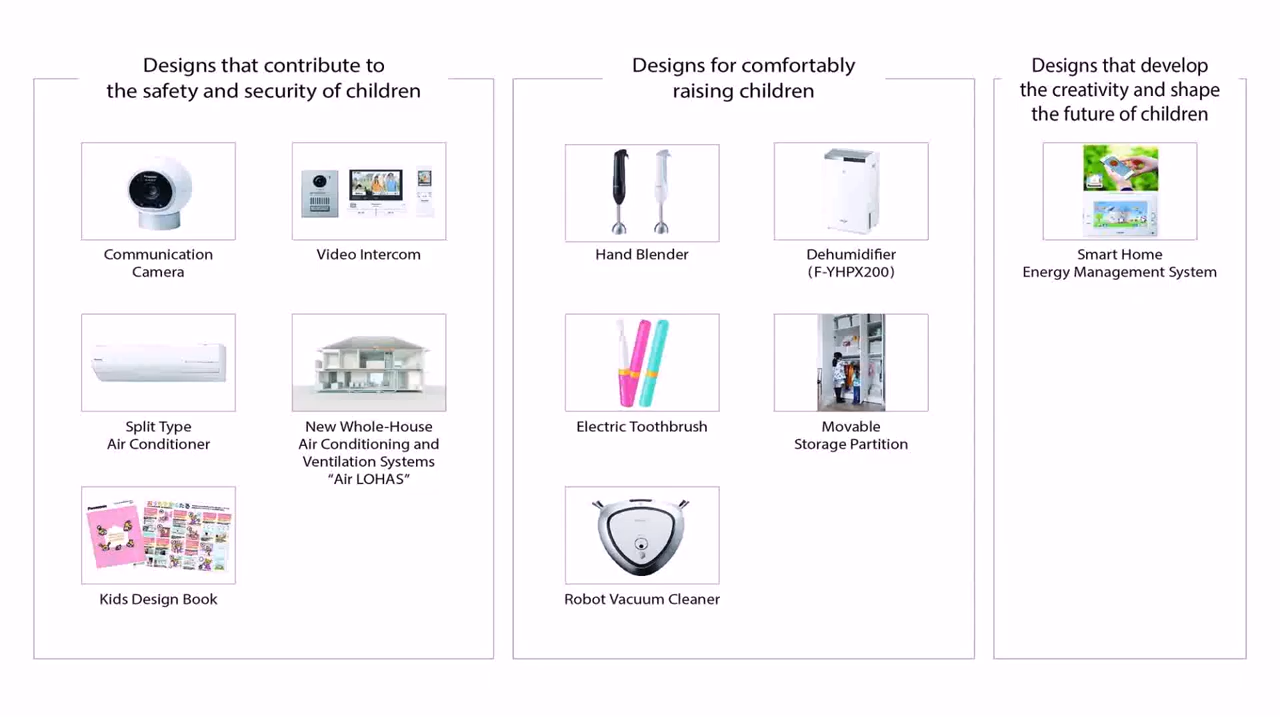 Designs that contribute to
the safety and security of children
Communication
Camera
Video Intercom
Split Type
Air Conditioner
New Whole-House
Air Conditioning and
Ventilation Systems
“Air LOHAS”
Kids Design Book
Designs for comfortably
raising children
Hand Blender
Dehumidifier
(F-YHPX200)
Electric Toothbrush
Movable
Storage Partition
Robot Vacuum Cleaner
Designs that develop
the creativity and shape
the future of children
Smart Home
Energy Management System